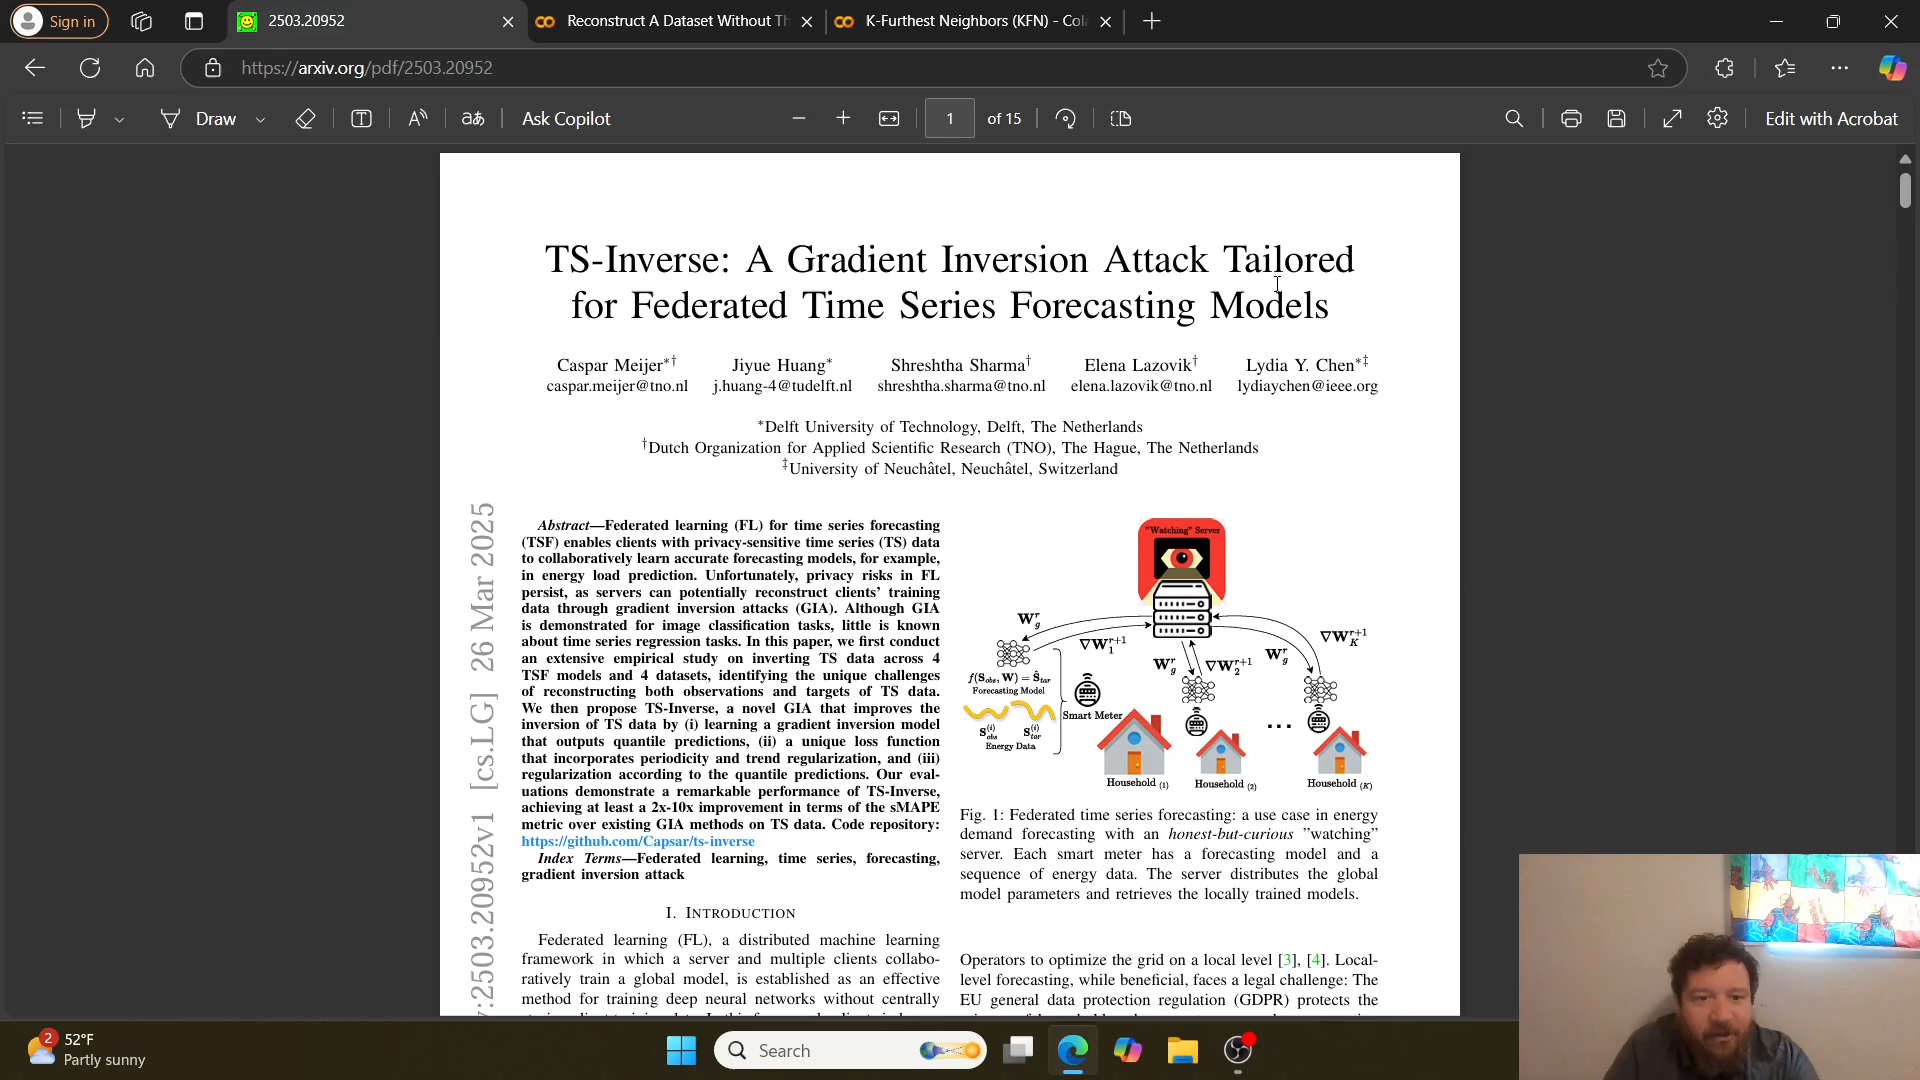 Sign in
2503.20952
Reconstruct A Dataset Without Th
K-Furthest Neighbors (KFN) - Cola
https://arxiv.org/pdf/2503.20952
Draw
aあ
Ask Copilot
1 of 15
Edit with Acrobat
TS-Inverse: A Gradient Inversion Attack Tailored
for Federated Time Series Forecasting Models
Caspar Meijer*† Jiyue Huang* Shreshtha Sharma† Elena Lazovik† Lydia Y. Chen*‡
caspar.meijer@tno.nl j.huang-4@tudelft.nl shreshtha.sharma@tno.nl elena.lazovik@tno.nl lydiaychen@ieee.org
*Delft University of Technology, Delft, The Netherlands
†Dutch Organization for Applied Scientific Research (TNO), The Hague, The Netherlands
‡University of Neuchâtel, Neuchâtel, Switzerland
:2503.20952v1 [cs.LG] 26 Mar 2025
Abstract—Federated learning (FL) for time series forecasting
(TSF) enables clients with privacy-sensitive time series (TS) data
to collaboratively learn accurate forecasting models, for example,
in energy load prediction. Unfortunately, privacy risks in FL
persist, as servers can potentially reconstruct clients' training
data through gradient inversion attacks (GIA). Although GIA
is demonstrated for image classification tasks, little is known
about time series regression tasks. In this paper, we first conduct
an extensive empirical study on inverting TS data across 4
TSF models and 4 datasets, identifying the unique challenges
of reconstructing both observations and targets of TS data.
We then propose TS-Inverse, a novel GIA that improves the
inversion of TS data by (i) learning a gradient inversion model
that outputs quantile predictions, (ii) a unique loss function
that incorporates periodicity and trend regularization, and (iii)
regularization according to the quantile predictions. Our eval-
uations demonstrate a remarkable performance of TS-Inverse,
achieving at least a 2x-10x improvement in terms of the sMAPE
metric over existing GIA methods on TS data. Code repository:
https://github.com/Capsar/ts-inverse
Index Terms—Federated learning, time series, forecasting,
gradient inversion attack
I. INTRODUCTION
Federated learning (FL), a distributed machine learning
framework in which a server and multiple clients collabo-
ratively train a global model, is established as an effective
method for training deep neural networks without centrally
"Watching" Server
W_g^r
∇W_1^{r+1}
W_g^r
∇W_2^{r+1}
W_g^r
∇W_K^{r+1}
f(S_obs, W) = Ŝ_tar
Forecasting Model
Smart Meter
S_obs^(i) S_tar^(i)
Energy Data
...
Household (1)
Household (2)
Household (K)
Fig. 1: Federated time series forecasting: a use case in energy
demand forecasting with an honest-but-curious ”watching”
server. Each smart meter has a forecasting model and a
sequence of energy data. The server distributes the global
model parameters and retrieves the locally trained models.
Operators to optimize the grid on a local level [3], [4]. Local-
level forecasting, while beneficial, faces a legal challenge: The
EU general data protection regulation (GDPR) protects the
2
52°F
Partly sunny
Search